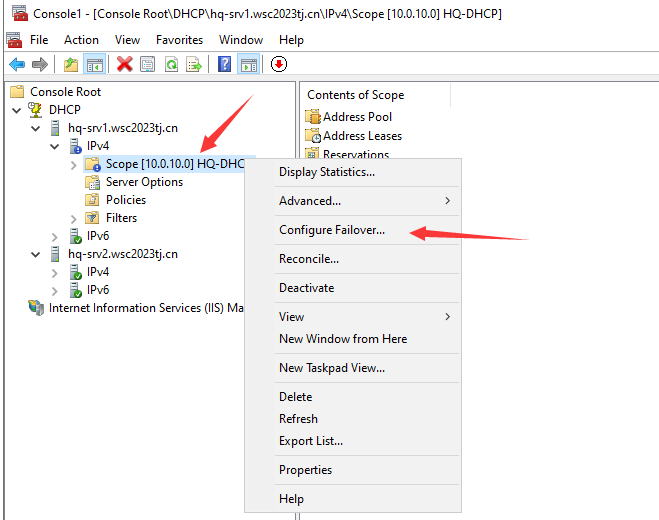 Console1 - [Console Root\DHCP\hq-srv1.wsc2023tj.cn\IPv4\Scope [10.0.10.0] HQ-DHCP]
File Action View Favorites Window Help
Console Root
DHCP
hq-srv1.wsc2023tj.cn
IPv4
Scope [10.0.10.0] HQ-DHC
Server Options
Policies
Filters
IPv6
hq-srv2.wsc2023tj.cn
IPv4
IPv6
Internet Information Services (IIS) Ma
Contents of Scope
Address Pool
Address Leases
Reservations
Display Statistics...
Advanced...
Configure Failover...
Reconcile...
Deactivate
View
New Window from Here
New Taskpad View...
Delete
Refresh
Export List...
Properties
Help